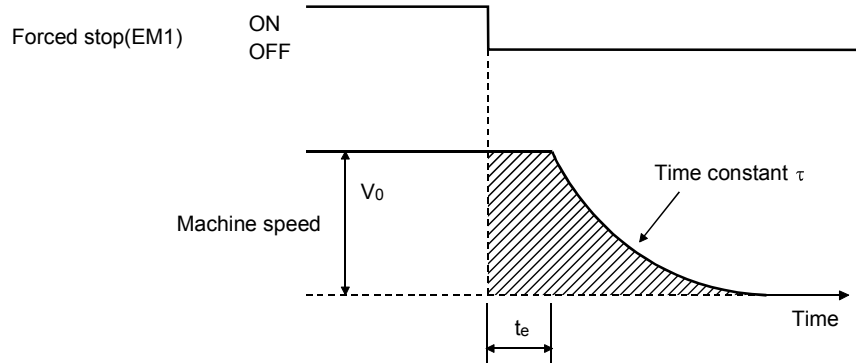 Forced stop(EM1)
ON
OFF
V0
Time constant τ
Machine speed
Time
te